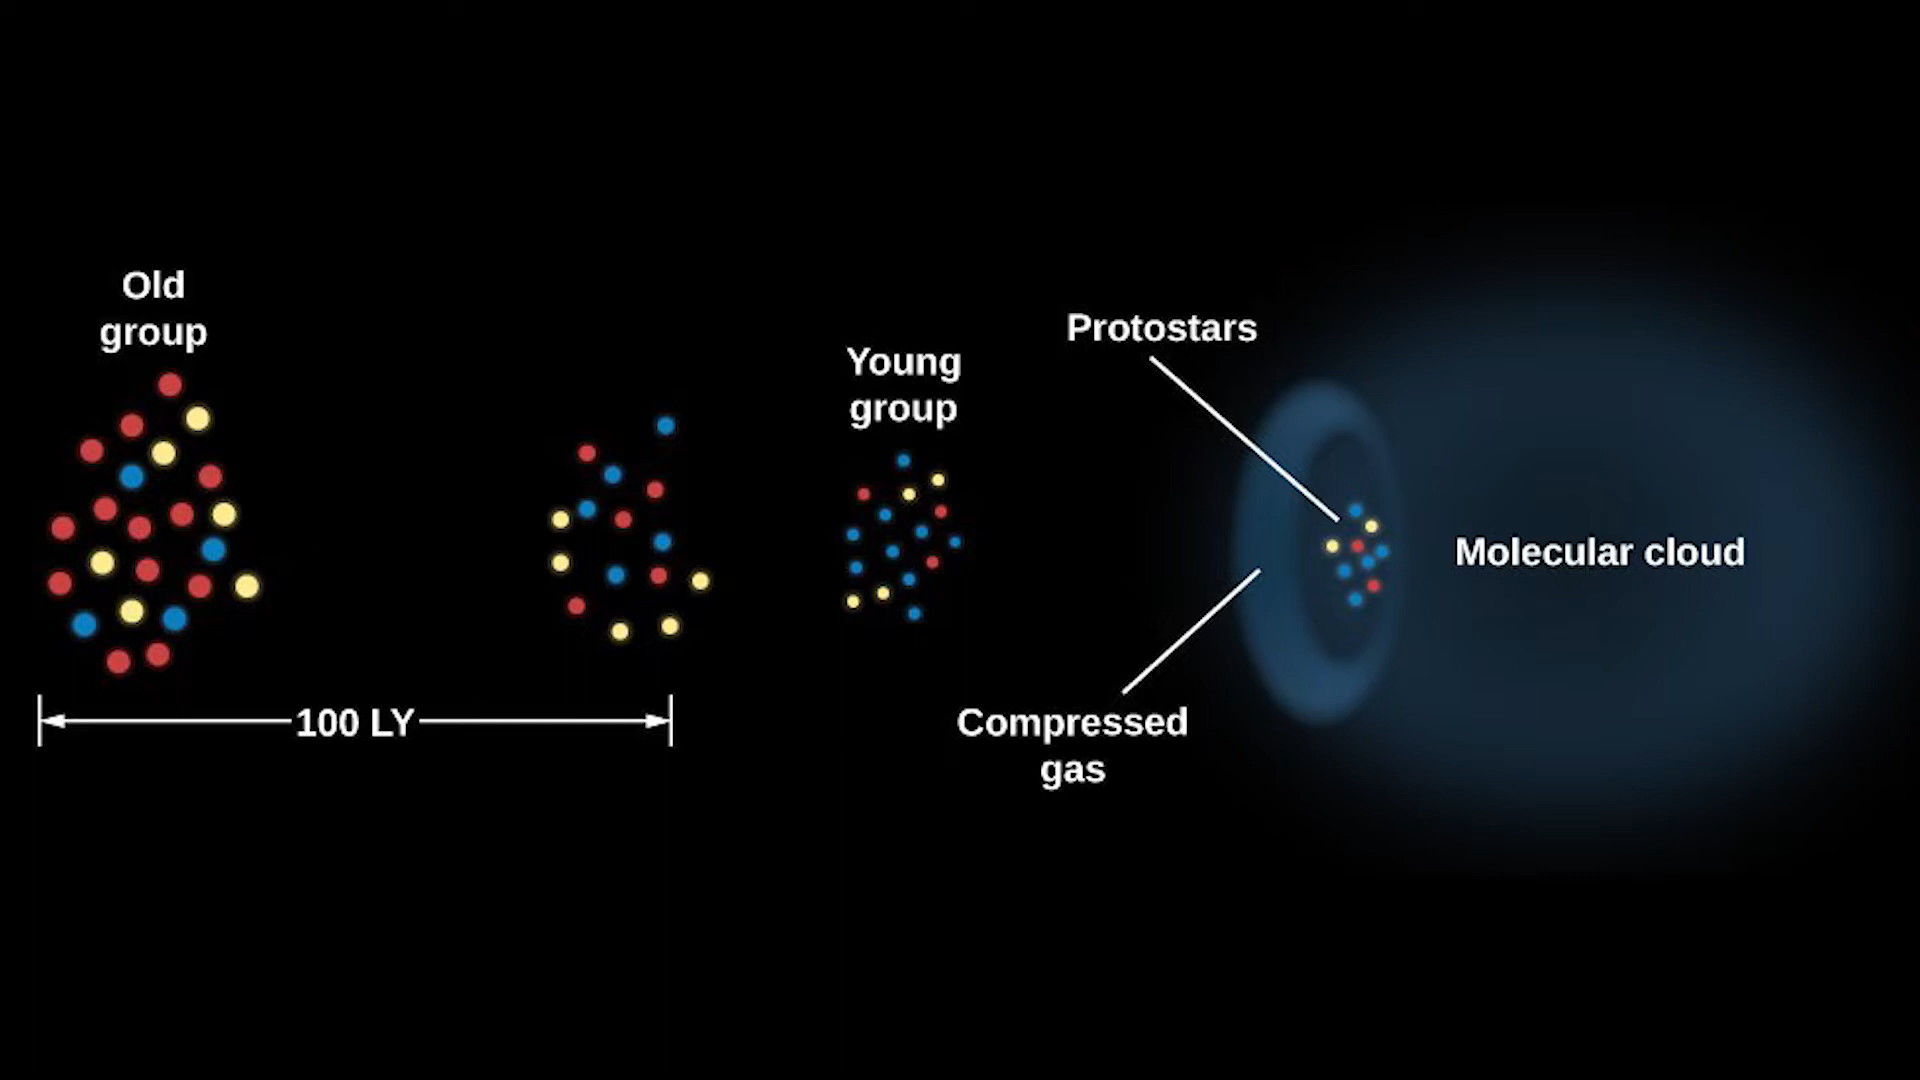 Old
group
Young
group
Protostars
Molecular cloud
100 LY
Compressed
gas